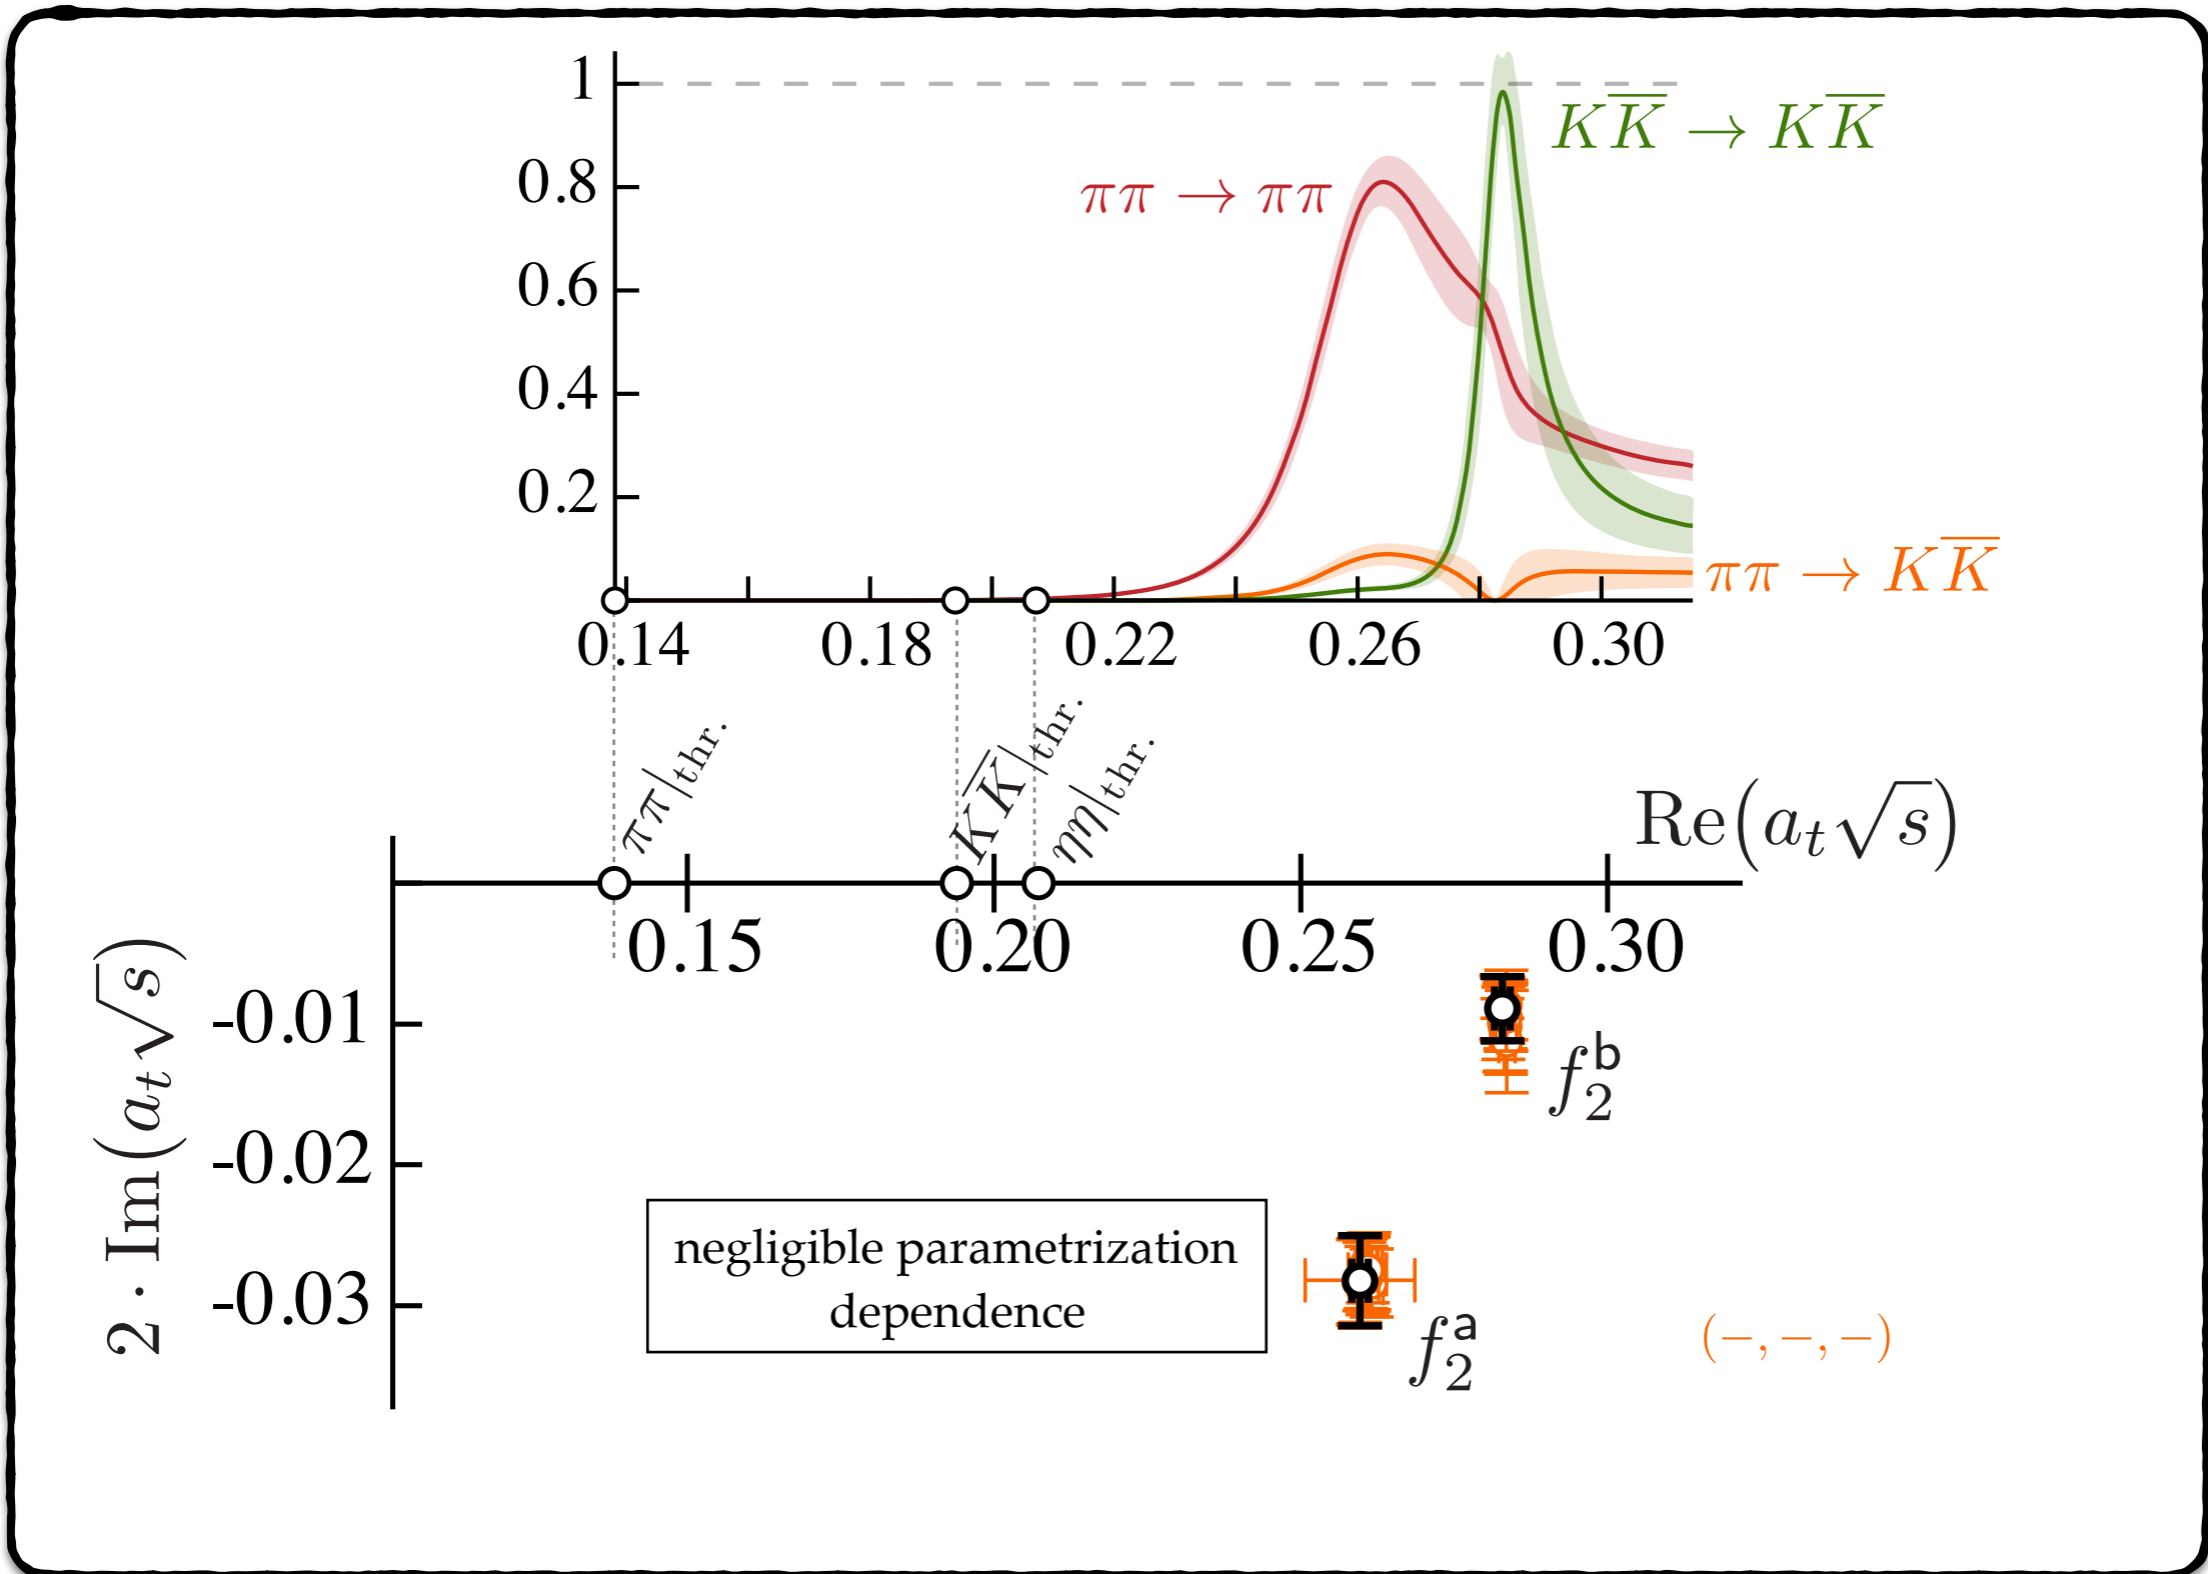 1
0.8
0.6
0.4
0.2
ππ → ππ
KK̅ → KK̅
ππ → KK̅
0.14 0.18 0.22 0.26 0.30
ππ|thr.
KK̅|thr.
ηη|thr.
Re(aₜ√s)
0.15 0.20 0.25 0.30
2 · Im(aₜ√s)
-0.01
-0.02
-0.03
f₂ᵇ
f₂ᵃ
negligible parametrization
dependence
(−, −, −)